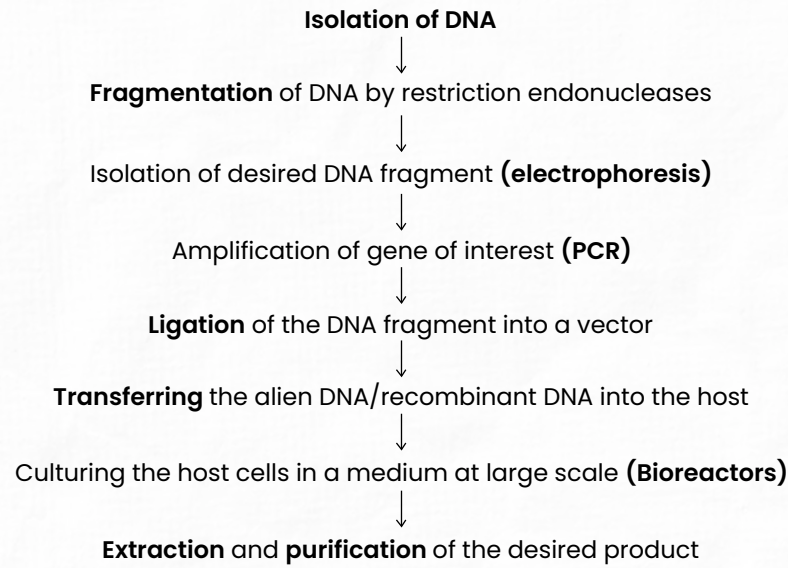 Isolation of DNA
Fragmentation of DNA by restriction endonucleases
Isolation of desired DNA fragment (electrophoresis)
Amplification of gene of interest (PCR)
Ligation of the DNA fragment into a vector
Transferring the alien DNA/recombinant DNA into the host
Culturing the host cells in a medium at large scale (Bioreactors)
Extraction and purification of the desired product